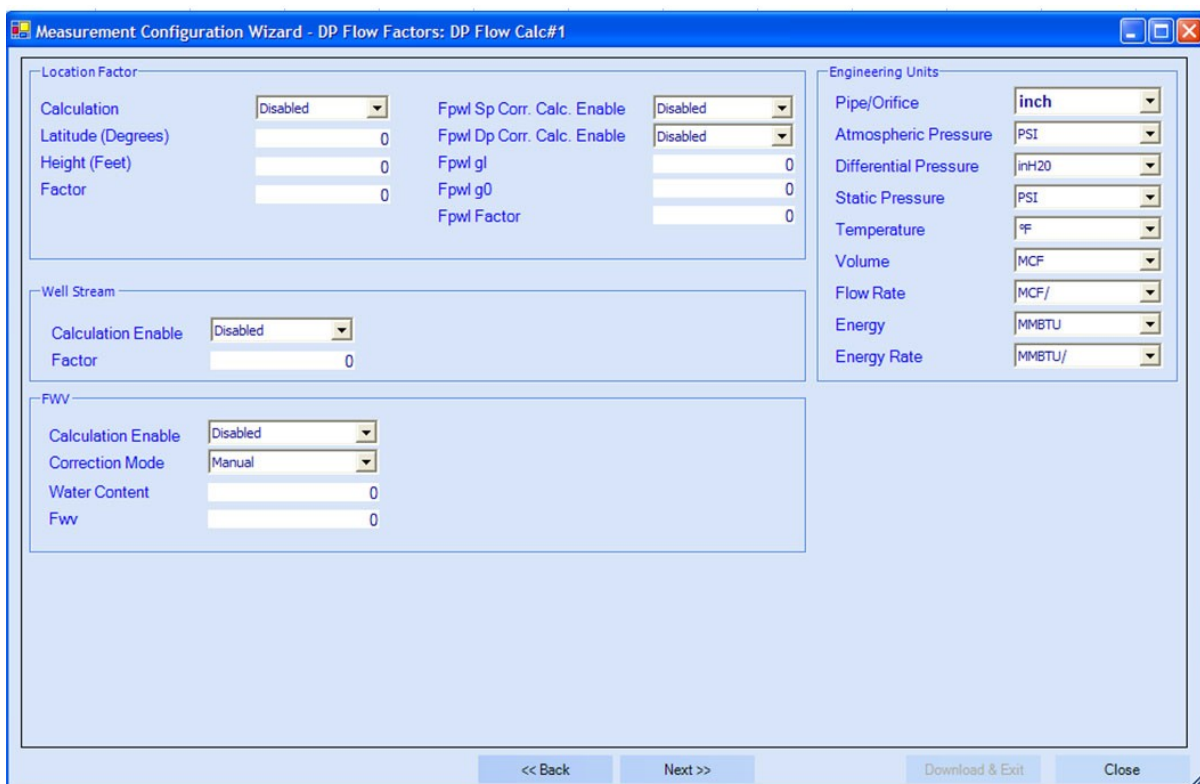 Measurement Configuration Wizard - DP Flow Factors: DP Flow Calc#1
Location Factor
Calculation Disabled
Latitude (Degrees) 0
Height (Feet) 0
Factor 0
Fpwl Sp Corr. Calc. Enable Disabled
Fpwl Dp Corr. Calc. Enable Disabled
Fpwl gl 0
Fpwl g0 0
Fpwl Factor 0
Engineering Units
Pipe/Orifice inch
Atmospheric Pressure PSI
Differential Pressure inH20
Static Pressure PSI
Temperature ºF
Volume MCF
Flow Rate MCF/
Energy MMBTU
Energy Rate MMBTU/
Well Stream
Calculation Enable Disabled
Factor 0
FWV
Calculation Enable Disabled
Correction Mode Manual
Water Content 0
Fwv 0
<< Back Next >> Download & Exit Close